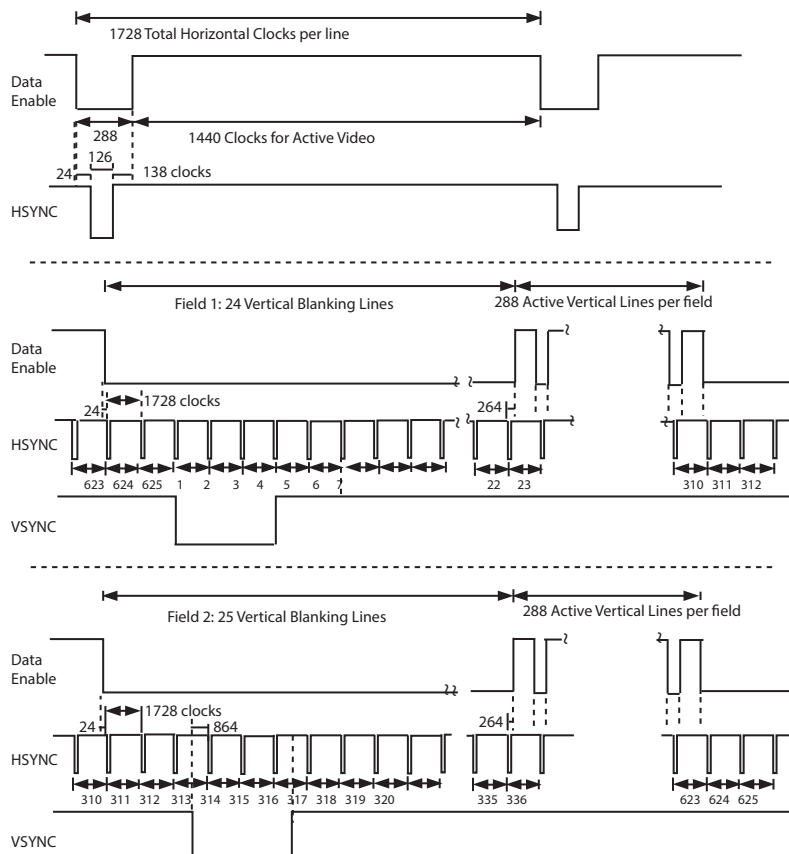 1728 Total Horizontal Clocks per line
Data
Enable
288
1440 Clocks for Active Video
126
24
138 clocks
HSYNC
Field 1: 24 Vertical Blanking Lines
288 Active Vertical Lines per field
Data
Enable
24
1728 clocks
264
HSYNC
623 624 625 1 2 3 4 5 6 7 22 23 310 311 312
VSYNC
Field 2: 25 Vertical Blanking Lines
288 Active Vertical Lines per field
Data
Enable
24
1728 clocks
864
264
HSYNC
310 311 312 313 314 315 316 317 318 319 320 335 336 623 624 625
VSYNC